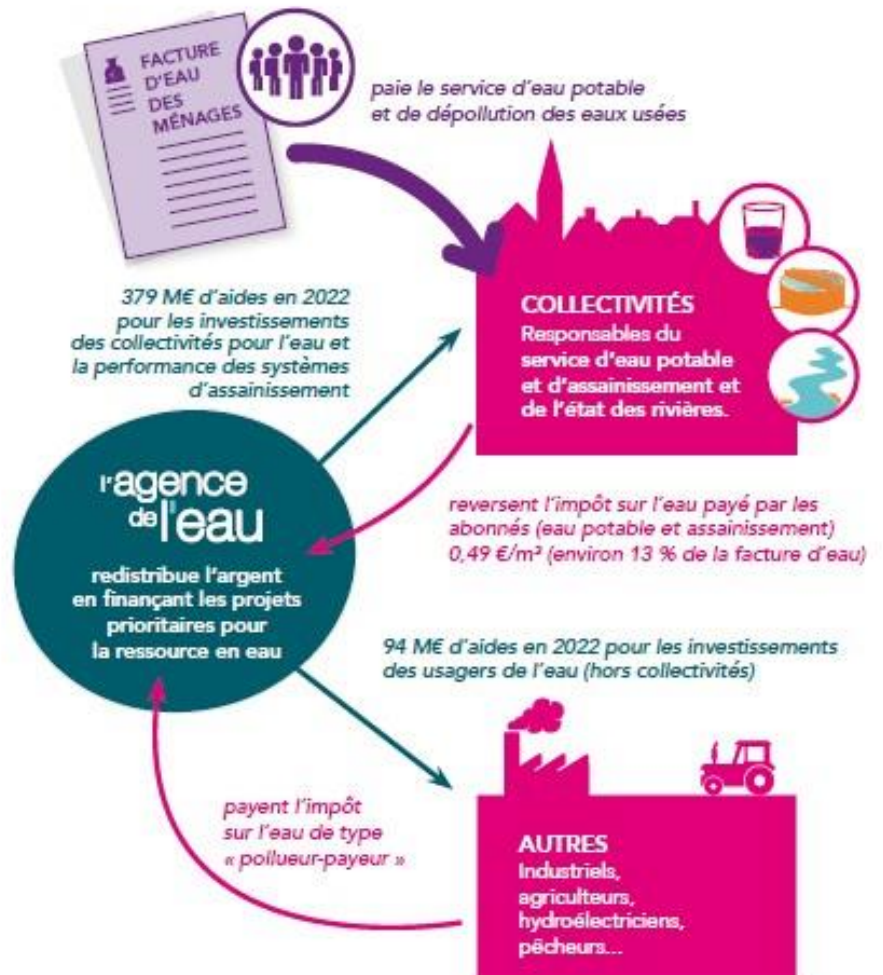 FACTURE
D'EAU
DES
MÉNAGES
paie le service d'eau potable
et de dépollution des eaux usées
379 M€ d'aides en 2022
pour les investissements
des collectivités pour l'eau et
la performance des systèmes
d'assainissement
COLLECTIVITÉS
Responsables du
service d'eau potable
et d'assainissement et
de l'état des rivières.
l'agence
de l'eau
redistribue l'argent
en finançant les projets
prioritaires pour
la ressource en eau
reversent l'impôt sur l'eau payé par les
abonnés (eau potable et assainissement)
0,49 €/m³ (environ 13 % de la facture d'eau)
94 M€ d'aides en 2022 pour les investissements
des usagers de l'eau (hors collectivités)
payent l'impôt
sur l'eau de type
« pollueur-payeur »
AUTRES
Industriels,
agriculteurs,
hydroélectriciens,
pêcheurs...